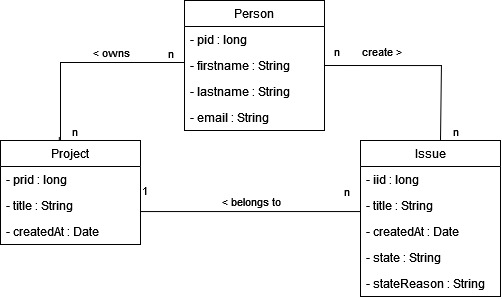 Person
- pid : long
- firstname : String
- lastname : String
- email : String
< owns
n
n
create >
n
n
Project
- prid : long
- title : String
- createdAt : Date
1
< belongs to
n
Issue
- iid : long
- title : String
- createdAt : Date
- state : String
- stateReason : String